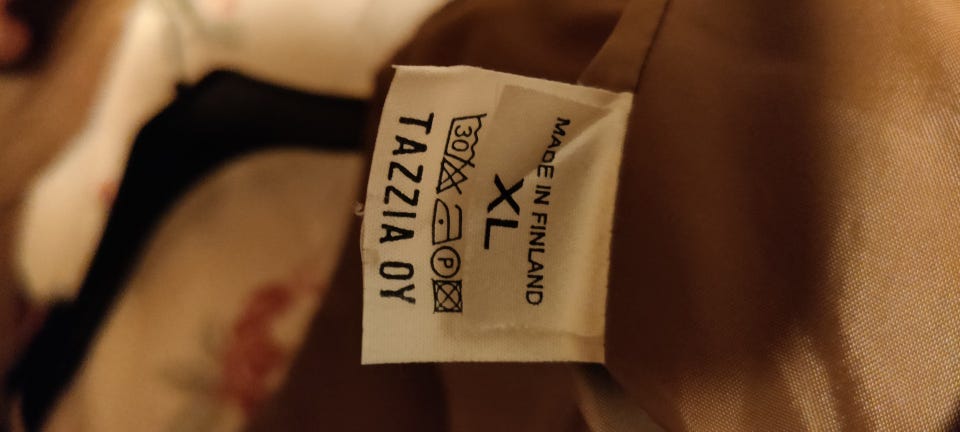 MADE IN FINLAND
XL
30 P
TAZZIA OY